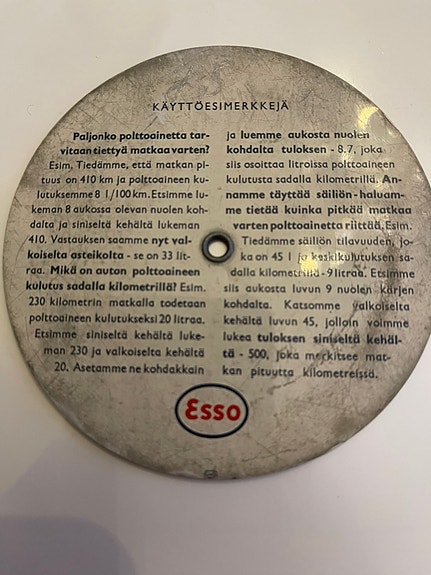 KÄYTTÖESIMERKKEJÄ
Paljonko polttoainetta tar-
vitaan tiettyä matkaa varten?
Esim. Tiedämme, että matkan pi-
tuus on 410 km ja polttoaineen ku-
lutuksemme 8 l/100 km. Etsimme lu-
keman 8 aukossa olevan nuolen koh-
dalta ja siniseltä kehältä lukeman
410. Vastauksen saamme nyt val-
koiselta asteikolta - se on 33 lit-
raa. Mikä on auton polttoaineen
kulutus sadalla kilometrillä? Esim.
230 kilometrin matkalla todetaan
polttoaineen kulutukseksi 20 litraa.
Etsimme siniseltä kehältä luke-
man 230 ja valkoiselta kehältä
20. Asetamme ne kohdakkain
ja luemme aukosta nuolen
kohdalta tuloksen - 8.7, joka
siis osoittaa litroissa polttoaineen
kulutusta sadalla kilometrillä. An-
namme täyttää säiliön-haluam-
me tietää kuinka pitkää matkaa
varten polttoainetta riittää. Esim.
Tiedämme säiliön tilavuuden, jo-
ka on 45 l ja keskikulutuksen sa-
dalla kilometrillä - 9 litraa. Etsimme
siis aukosta luvun 9 nuolen kärjen
kohdalta. Katsomme valkoiselta
kehältä luvun 45, jolloin voimme
lukea tuloksen siniseltä kehäl-
tä - 500, joka merkitsee mat-
kan pituutta kilometreissä.
Esso